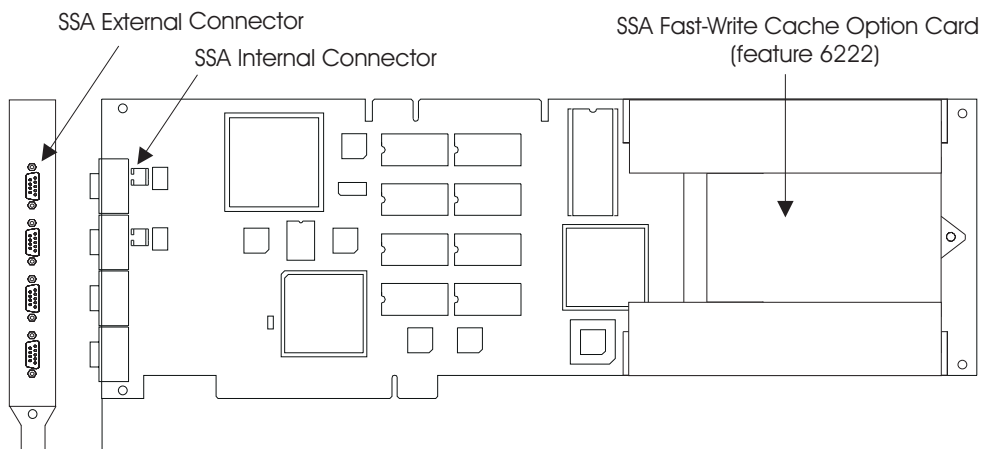 SSA External Connector
SSA Internal Connector
SSA Fast-Write Cache Option Card
(feature 6222)